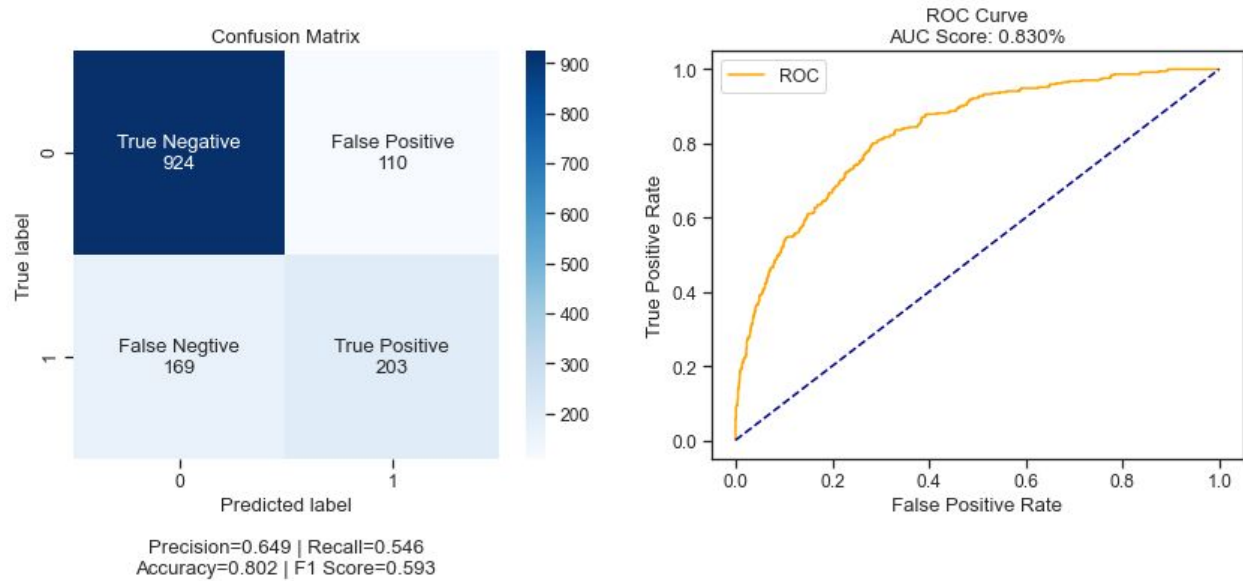 Confusion Matrix
True Negative
924
False Positive
110
False Negtive
169
True Positive
203
0
1
True label
0
1
Predicted label
900
800
700
600
500
400
300
200
Precision=0.649 | Recall=0.546
Accuracy=0.802 | F1 Score=0.593
ROC Curve
AUC Score: 0.830%
ROC
1.0
0.8
0.6
0.4
0.2
0.0
True Positive Rate
0.0
0.2
0.4
0.6
0.8
1.0
False Positive Rate